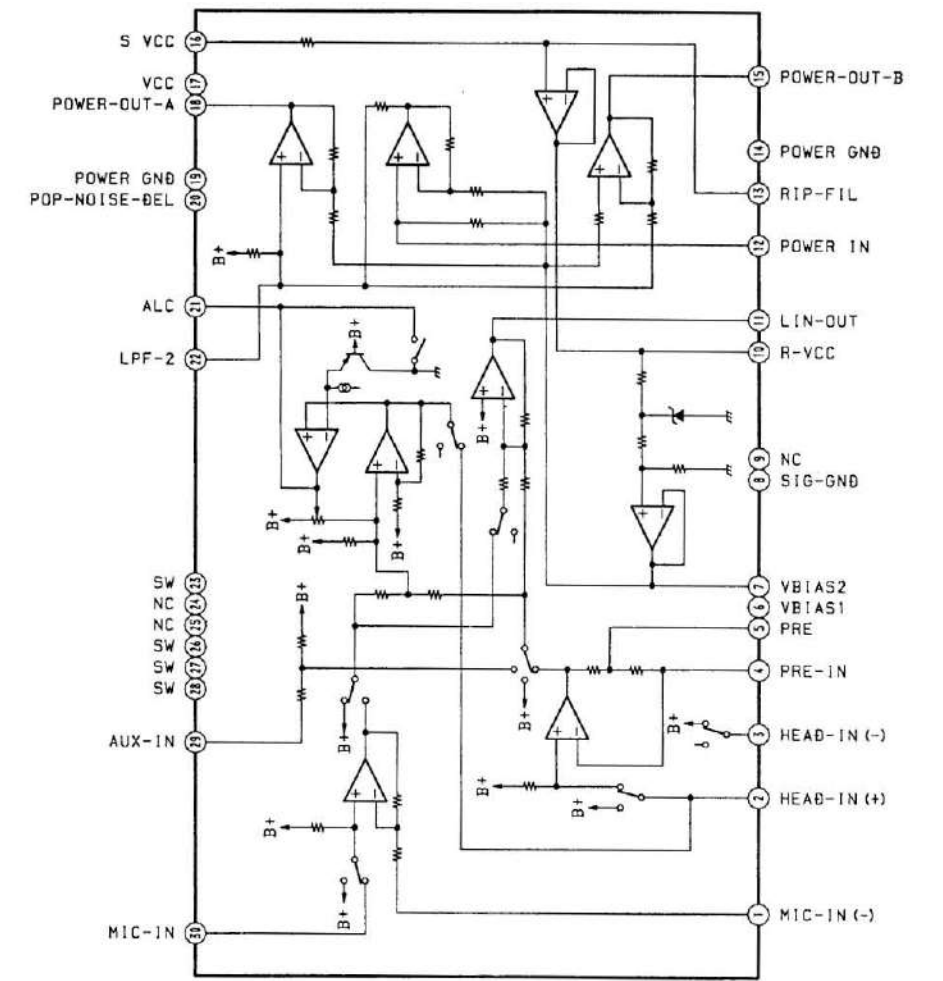 S VCC 16
VCC 17
POWER-OUT-A 18
POWER GND 19
POP-NOISE-DEL 20
ALC 21
LPF-2 22
SW 23
NC 24
NC 25
SW 26
SW 27
SW 28
AUX-IN 29
MIC-IN 30
15 POWER-OUT-B
14 POWER GND
13 RIP-FIL
12 POWER IN
11 LIN-OUT
10 R-VCC
9 NC
8 SIG-GND
7 VBIAS2
6 VBIAS1
5 PRE
4 PRE-IN
3 HEAD-IN (-)
2 HEAD-IN (+)
1 MIC-IN (-)
+ -
+ -
+ -
+ -
B+
B+
+ -
B+
+ -
B+
B+
B+
+ -
B+
B+
B+
B+
+ -
B+
B+
+ -
B+
B+